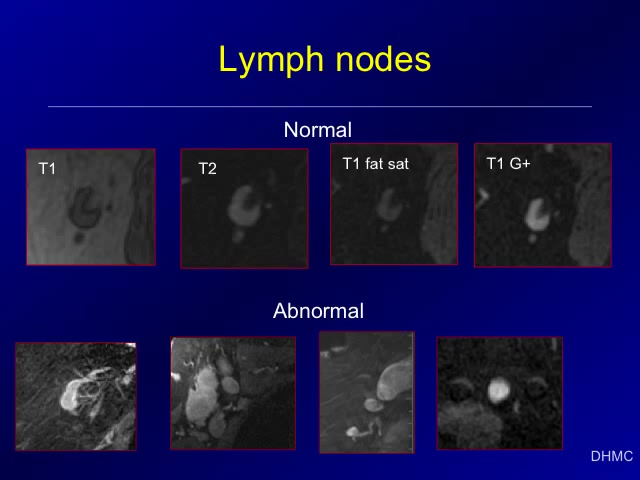 Lymph nodes
Normal
T1
T2
T1 fat sat
T1 G+
Abnormal
DHMC